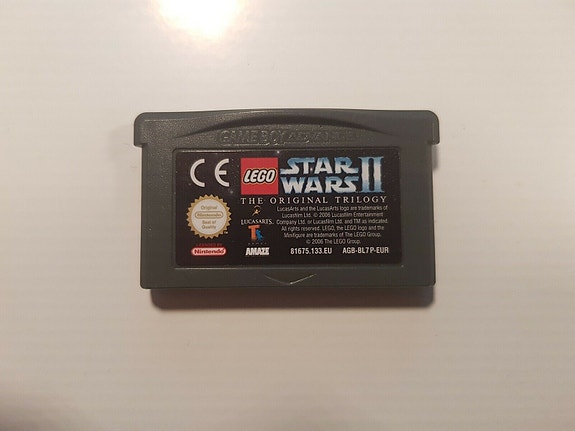 GAME BOY ADVANCE
CE
LEGO
STAR
WARS II
THE ORIGINAL TRILOGY
Original
Nintendo
Seal of
Quality
LUCASARTS.
LucasArts and the LucasArts logo are trademarks of
Lucasfilm Ltd. © 2006 Lucasfilm Entertainment
Company Ltd. or Lucasfilm Ltd. and TM as indicated.
All rights reserved. LEGO, the LEGO logo and the
Minifigure are trademarks of The LEGO Group.
© 2006 The LEGO Group.
Nintendo
AMAZE
81675.133.EU AGB-BL7P-EUR